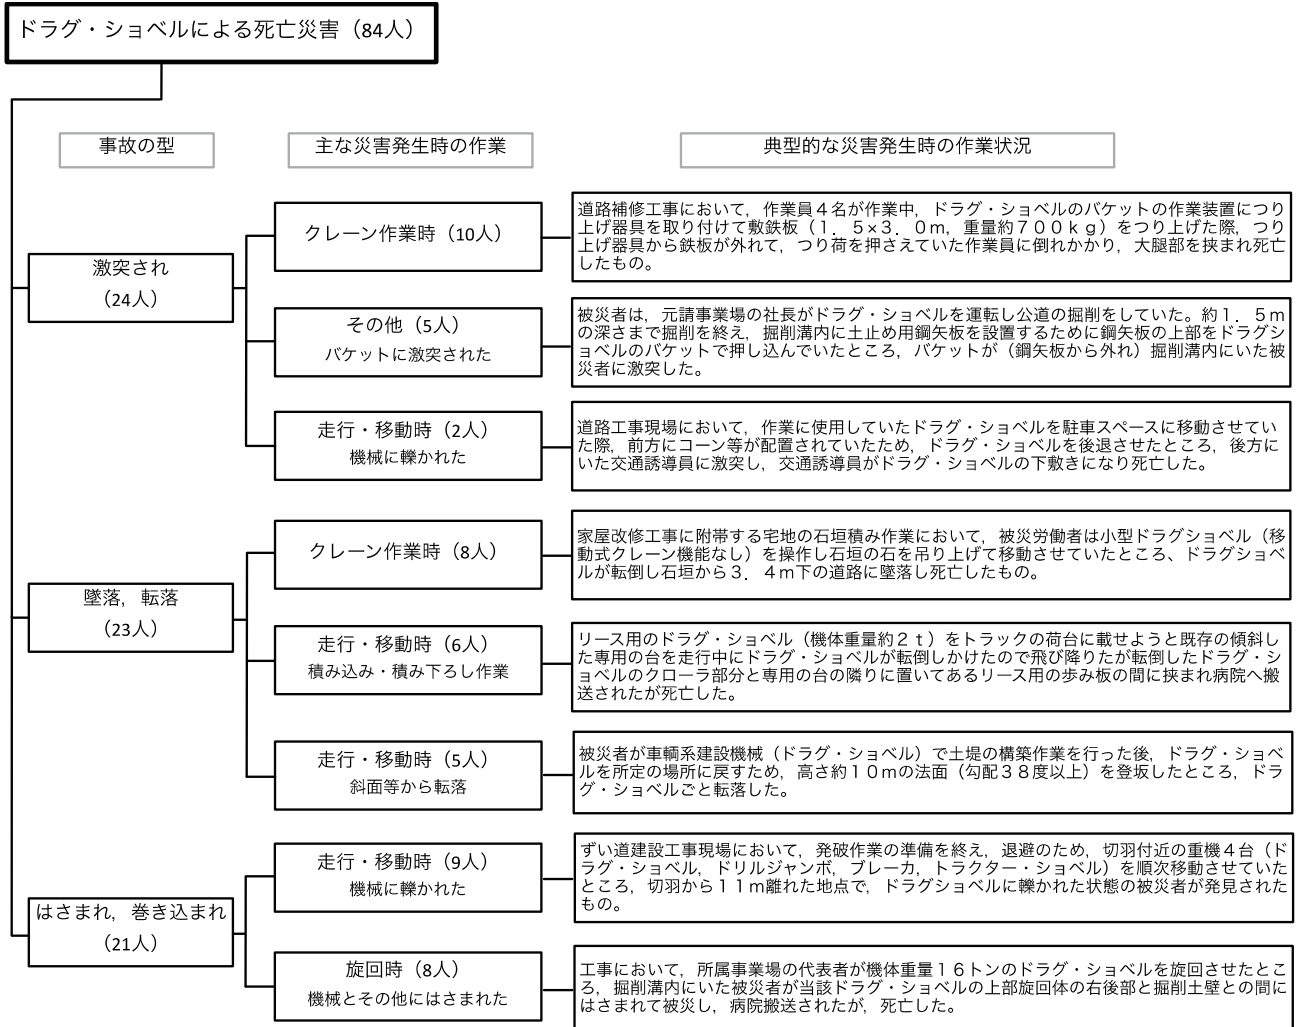 ドラグ・ショベルによる死亡災害（84人）
事故の型
主な災害発生時の作業
典型的な災害発生時の作業状況
激突され
（24人）
クレーン作業時（10人）
道路補修工事において，作業員４名が作業中，ドラグ・ショベルのバケットの作業装置につり
上げ器具を取り付けて敷鉄板（１．５×３．０ｍ，重量約７００ｋｇ）をつり上げた際，つり
上げ器具から鉄板が外れて，つり荷を押さえていた作業員に倒れかかり，大腿部を挟まれ死亡
したもの。
その他（5人）
バケットに激突された
被災者は，元請事業場の社長がドラグ・ショベルを運転し公道の掘削をしていた。約１．５ｍ
の深さまで掘削を終え，掘削溝内に土止め用鋼矢板を設置するために鋼矢板の上部をドラグシ
ョベルのバケットで押し込んでいたところ，バケットが（鋼矢板から外れ）掘削溝内にいた被
災者に激突した。
走行・移動時（2人）
機械に轢かれた
道路工事現場において，作業に使用していたドラグ・ショベルを駐車スペースに移動させてい
た際，前方にコーン等が配置されていたため，ドラグ・ショベルを後退させたところ，後方に
いた交通誘導員に激突し，交通誘導員がドラグ・ショベルの下敷きになり死亡した。
墜落，転落
（23人）
クレーン作業時（8人）
家屋改修工事に附帯する宅地の石垣積み作業において，被災労働者は小型ドラグショベル（移
動式クレーン機能なし）を操作し石垣の石を吊り上げて移動させていたところ、ドラグショベ
ルが転倒し石垣から３．４ｍ下の道路に墜落し死亡したもの。
走行・移動時（6人）
積み込み・積み下ろし作業
リース用のドラグ・ショベル（機体重量約２ｔ）をトラックの荷台に載せようと既存の傾斜し
た専用の台を走行中にドラグ・ショベルが転倒しかけたので飛び降りたが転倒したドラグ・シ
ョベルのクローラ部分と専用の台の隣りに置いてあるリース用の歩み板の間に挟まれ病院へ搬
送されたが死亡した。
走行・移動時（5人）
斜面等から転落
被災者が車輌系建設機械（ドラグ・ショベル）で土堤の構築作業を行った後，ドラグ・ショベ
ルを所定の場所に戻すため，高さ約１０ｍの法面（勾配３８度以上）を登坂したところ，ドラ
グ・ショベルごと転落した。
はさまれ，巻き込まれ
（21人）
走行・移動時（9人）
機械に轢かれた
ずい道建設工事現場において，発破作業の準備を終え，退避のため，切羽付近の重機４台（ド
ラグ・ショベル，ドリルジャンボ，ブレーカ，トラクター・ショベル）を順次移動させていた
ところ，切羽から１１ｍ離れた地点で，ドラグショベルに轢かれた状態の被災者が発見された
もの。
旋回時（8人）
機械とその他にはさまれた
工事において，所属事業場の代表者が機体重量１６トンのドラグ・ショベルを旋回させたとこ
ろ，掘削溝内にいた被災者が当該ドラグ・ショベルの上部旋回体の右後部と掘削土壁との間に
はさまれて被災し，病院搬送されたが，死亡した。